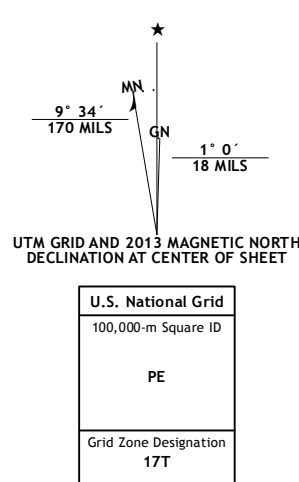 ★
MN
9° 34´
170 MILS
GN
1° 0´
18 MILS
UTM GRID AND 2013 MAGNETIC NORTH
DECLINATION AT CENTER OF SHEET
U.S. National Grid
100,000-m Square ID
PE
Grid Zone Designation
17T